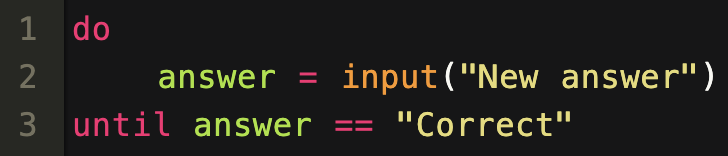 1 do
2     answer = input("New answer")
3 until answer == "Correct"